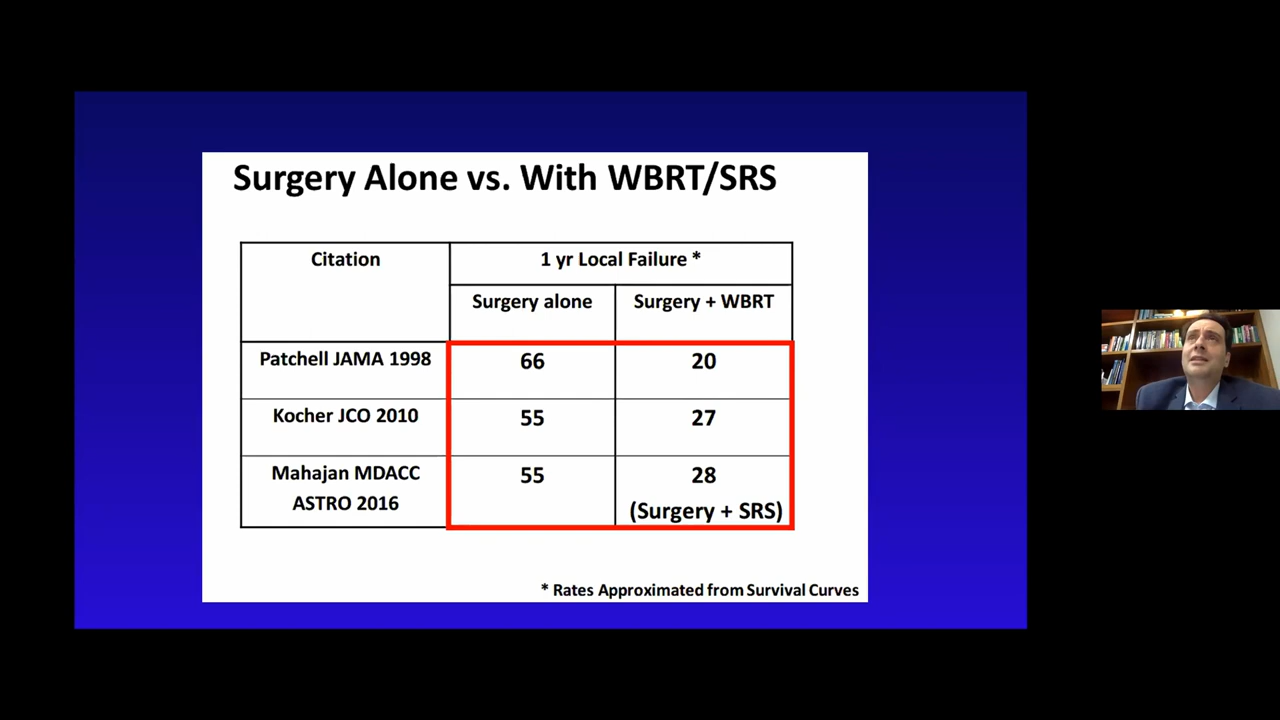 Surgery Alone vs. With WBRT/SRS
Citation
1 yr Local Failure *
Surgery alone
Surgery + WBRT
Patchell JAMA 1998
66
20
Kocher JCO 2010
55
27
Mahajan MDACC
ASTRO 2016
55
28
(Surgery + SRS)
* Rates Approximated from Survival Curves